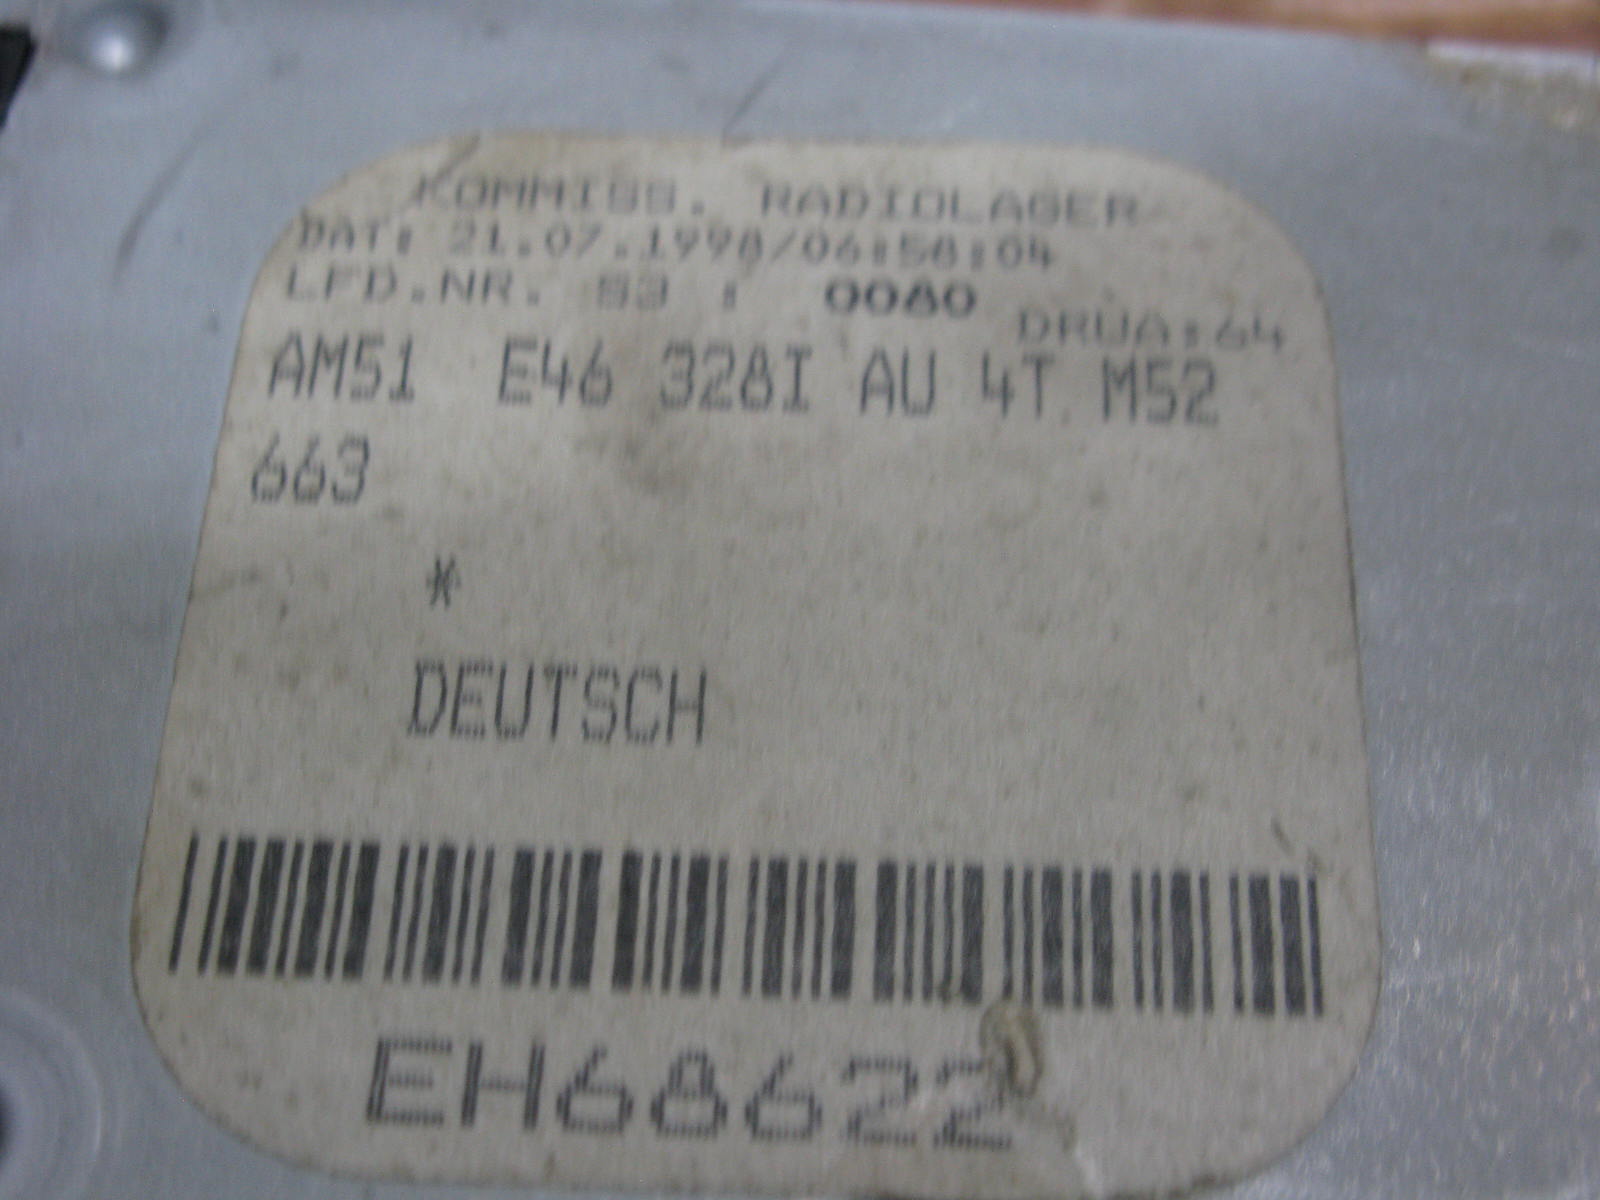 KOMMISS. RADIOLAGER
DAT: 21.07.1998/06:58:04
LFD.NR. S3 : 0080
DRUA:64
AM51 E46 328I AU 4T M52
663
*
DEUTSCH
EH68622